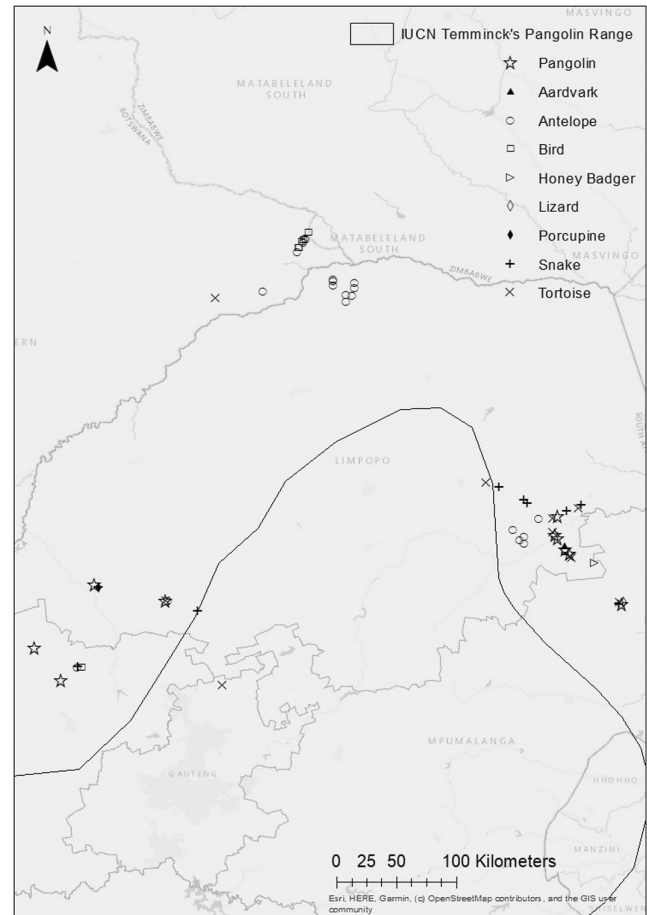 N
MASVINGO
IUCN Temminck's Pangolin Range
Pangolin
Aardvark
Antelope
Bird
Honey Badger
Lizard
Porcupine
Snake
Tortoise
MATABELELAND
SOUTH
ZIMBABWE
BOTSWANA
MATABELELAND
SOUTH
MASVINGO
ZIMBABWE
ERN
LIMPOPO
MPUMALANGA
GAUTENG
HHOHHO
MANZINI
0 25 50 100 Kilometers
Esri, HERE, Garmin, (c) OpenStreetMap contributors, and the GIS user
community